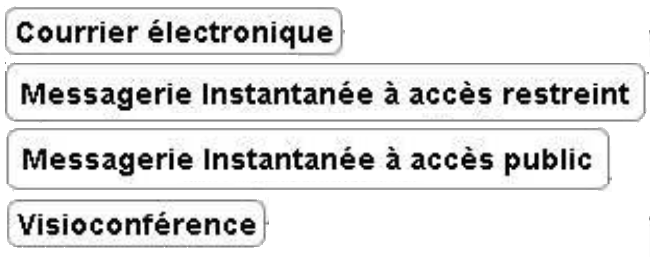 Courrier électronique
Messagerie Instantanée à accès restreint
Messagerie Instantanée à accès public
Visioconférence